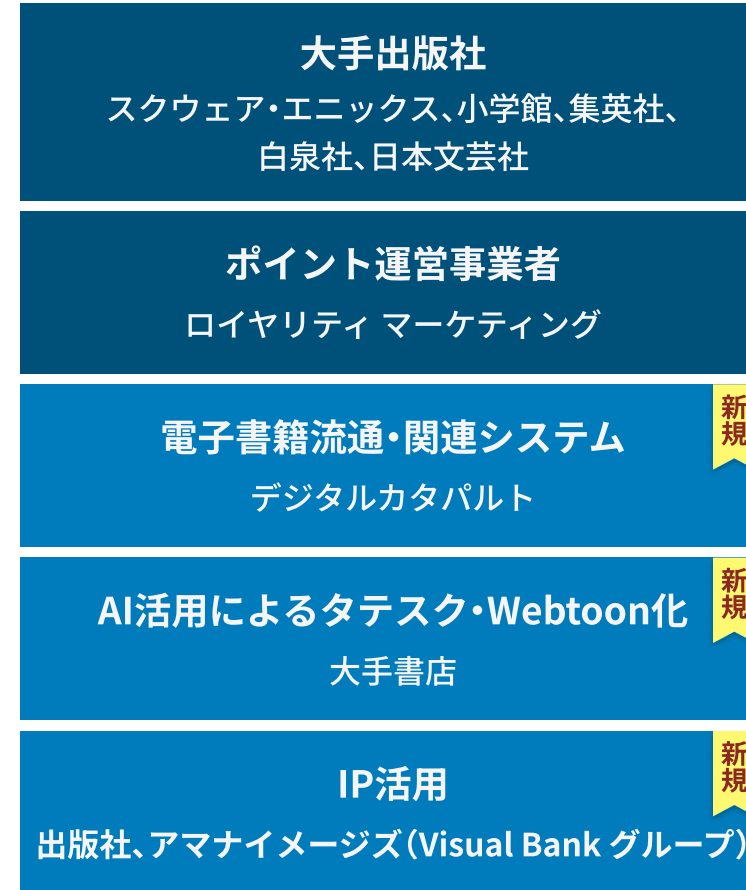 大手出版社
スクウェア・エニックス、小学館、集英社、
白泉社、日本文芸社
ポイント運営事業者
ロイヤリティ マーケティング
新規
電子書籍流通・関連システム
デジタルカタパルト
新規
AI活用によるタテスク・Webtoon化
大手書店
新規
IP活用
出版社、アマナイメージズ(Visual Bank グループ)